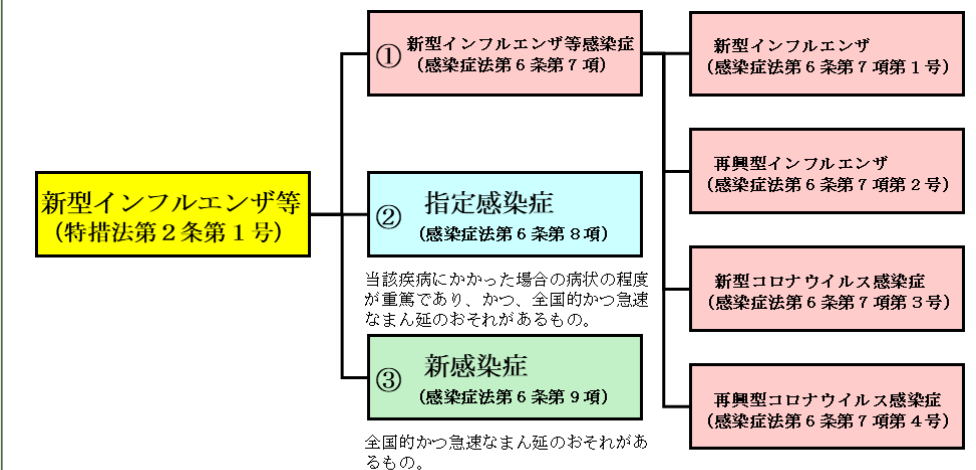 新型インフルエンザ等
(特措法第２条第１号)
① 新型インフルエンザ等感染症
(感染症法第６条第７項)
② 指定感染症
(感染症法第６条第８項)
当該疾病にかかった場合の病状の程度
が重篤であり、かつ、全国的かつ急速
なまん延のおそれがあるもの。
③ 新感染症
(感染症法第６条第９項)
全国的かつ急速なまん延のおそれがあ
るもの。
新型インフルエンザ
(感染症法第６条第７項第１号)
再興型インフルエンザ
(感染症法第６条第７項第２号)
新型コロナウイルス感染症
(感染症法第６条第７項第３号)
再興型コロナウイルス感染症
(感染症法第６条第７項第４号)